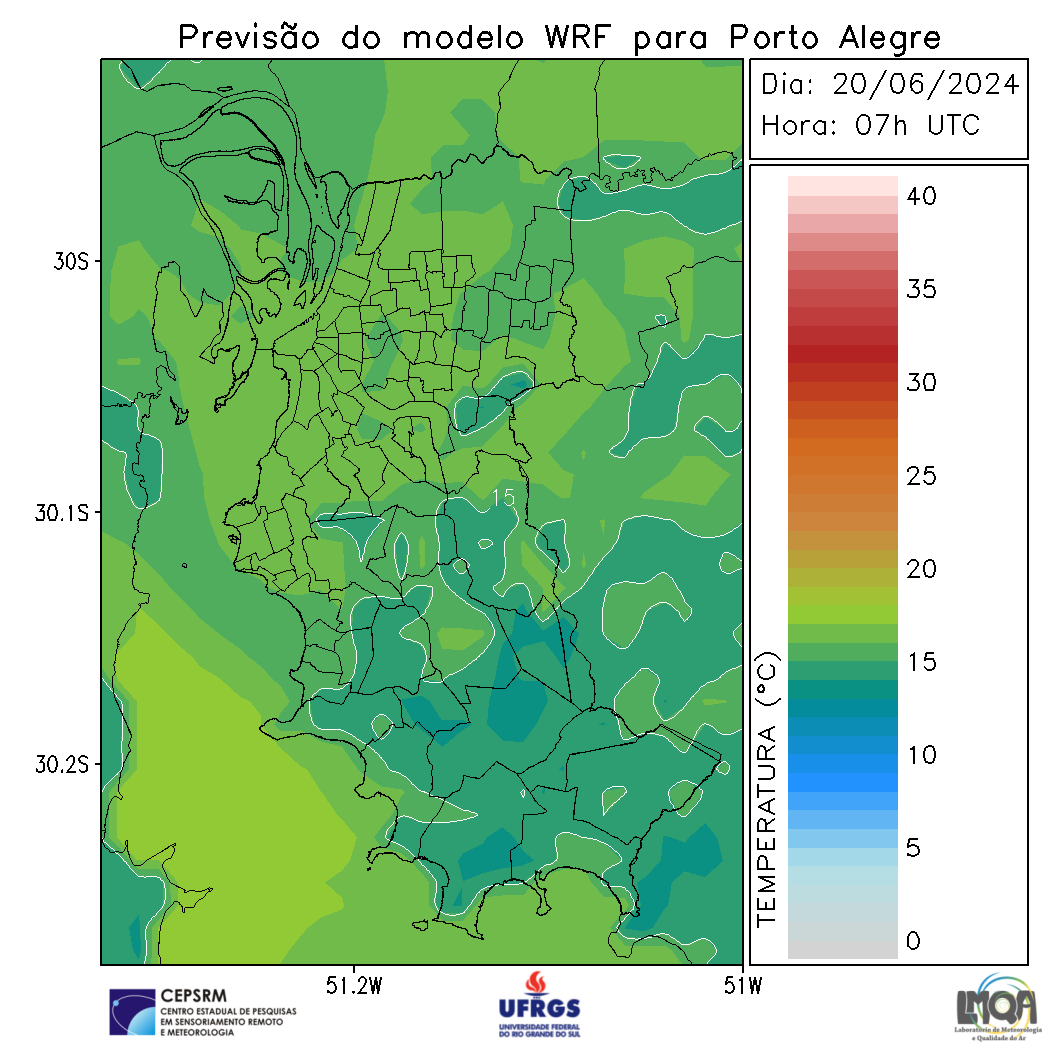 Previsão do modelo WRF para Porto Alegre
Dia: 20/06/2024
Hora: 07h UTC
30S
30.1S
30.2S
51.2W
51W
15
TEMPERATURA (°C)
40
35
30
25
20
15
10
5
0
CEPSRM
CENTRO ESTADUAL DE PESQUISAS
EM SENSORIAMENTO REMOTO
E METEOROLOGIA
UFRGS
UNIVERSIDADE FEDERAL
DO RIO GRANDE DO SUL
LMQA
Laboratório de Meteorologia
e Qualidade do Ar